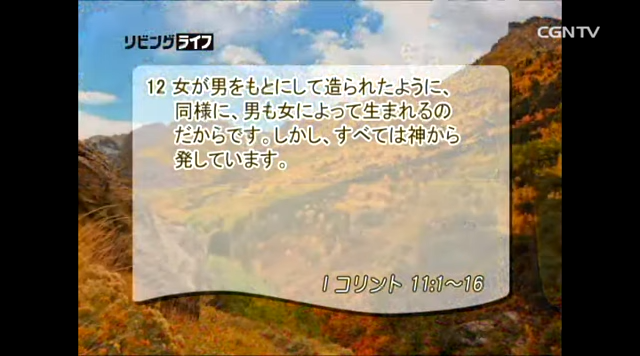 リビングライフ
CGNTV
12 女が男をもとにして造られたように、
同様に、男も女によって生まれるの
だからです。しかし、すべては神から
発しています。
I コリント 11:1～16